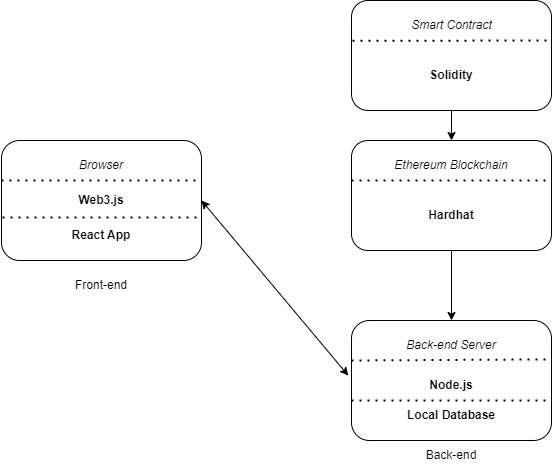 Smart Contract
Solidity
Browser
Web3.js
React App
Front-end
Ethereum Blockchain
Hardhat
Back-end Server
Node.js
Local Database
Back-end